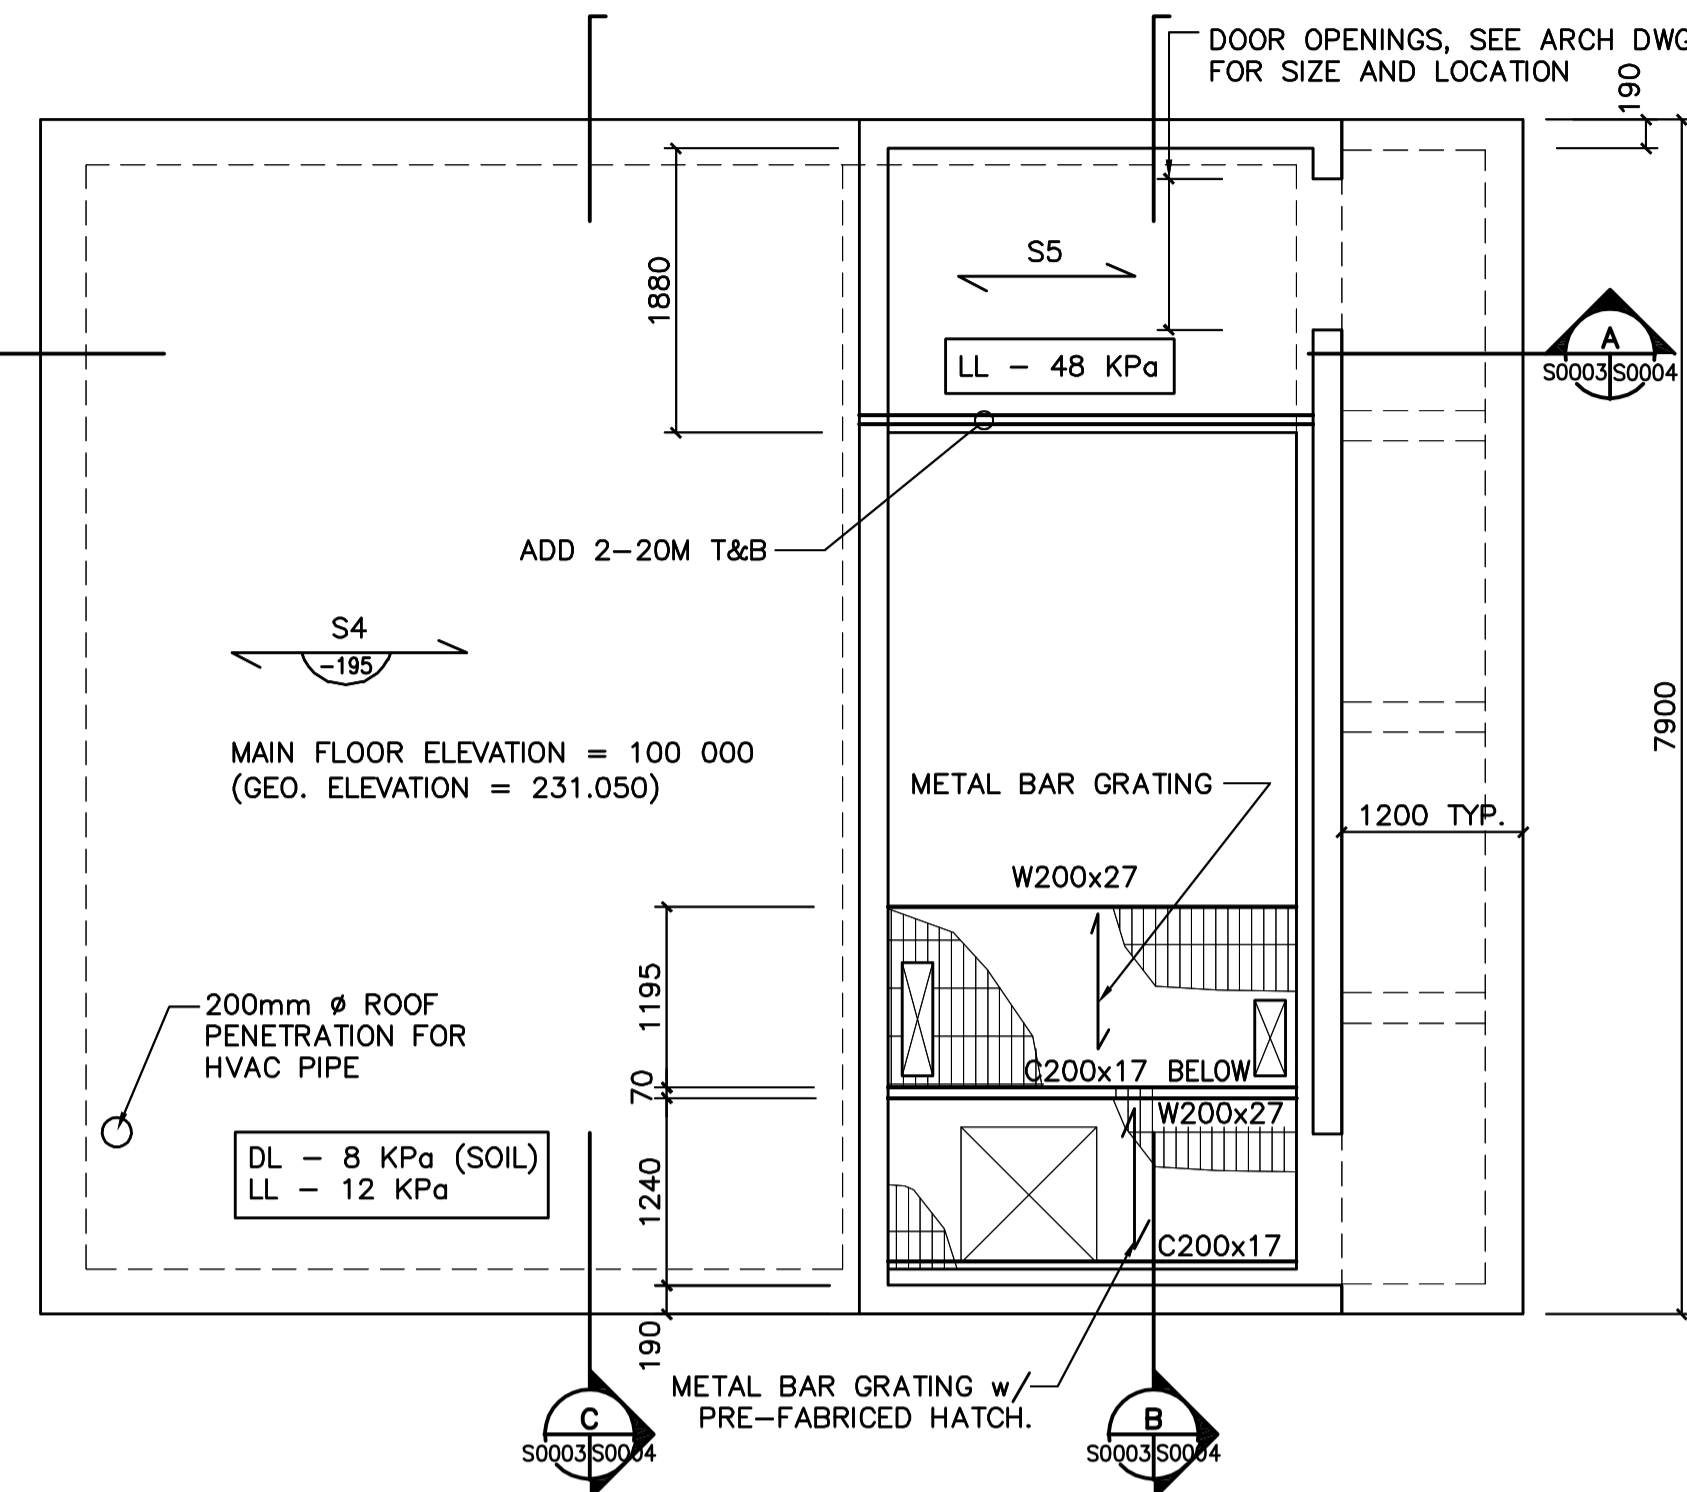 DOOR OPENINGS, SEE ARCH DWG
FOR SIZE AND LOCATION
190
S5
1880
LL - 48 KPa
A
S0003 S0004
ADD 2-20M T&B
S4
-195
MAIN FLOOR ELEVATION = 100 000
(GEO. ELEVATION = 231.050)
7900
METAL BAR GRATING
1200 TYP.
W200x27
1195
200mm ø ROOF
PENETRATION FOR
HVAC PIPE
C200x17 BELOW
70
W200x27
DL - 8 KPa (SOIL)
LL - 12 KPa
1240
C200x17
190
METAL BAR GRATING w/
PRE-FABRICED HATCH.
C
S0003 S0004
B
S0003 S0004